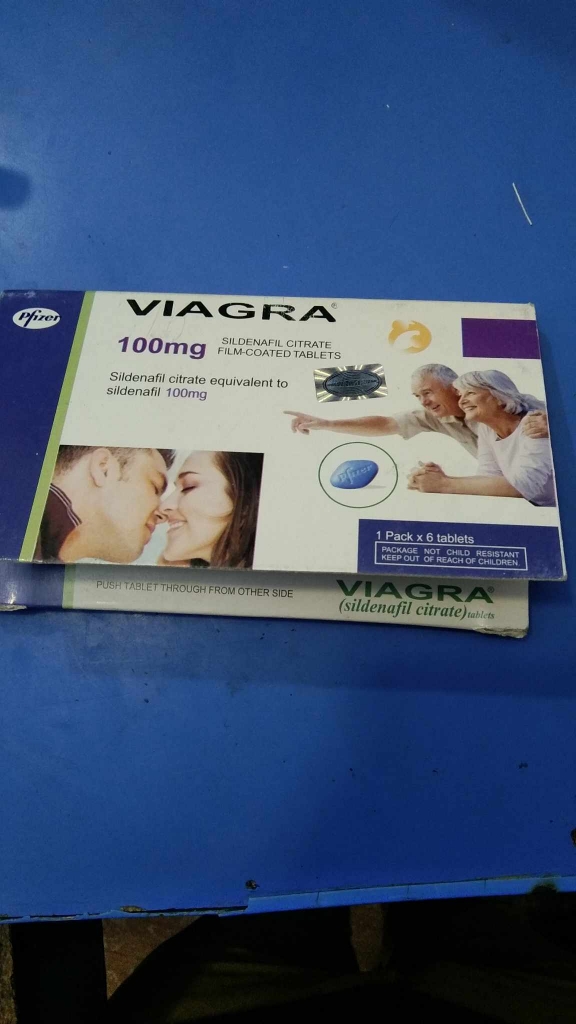 Pfizer
VIAGRA®
100mg
SILDENAFIL CITRATE
FILM-COATED TABLETS
Sildenafil citrate equivalent to
sildenafil 100mg
Pfizer
1 Pack x 6 tablets
PACKAGE NOT CHILD RESISTANT
KEEP OUT OF REACH OF CHILDREN.
PUSH TABLET THROUGH FROM OTHER SIDE
VIAGRA®
(sildenafil citrate) tablets